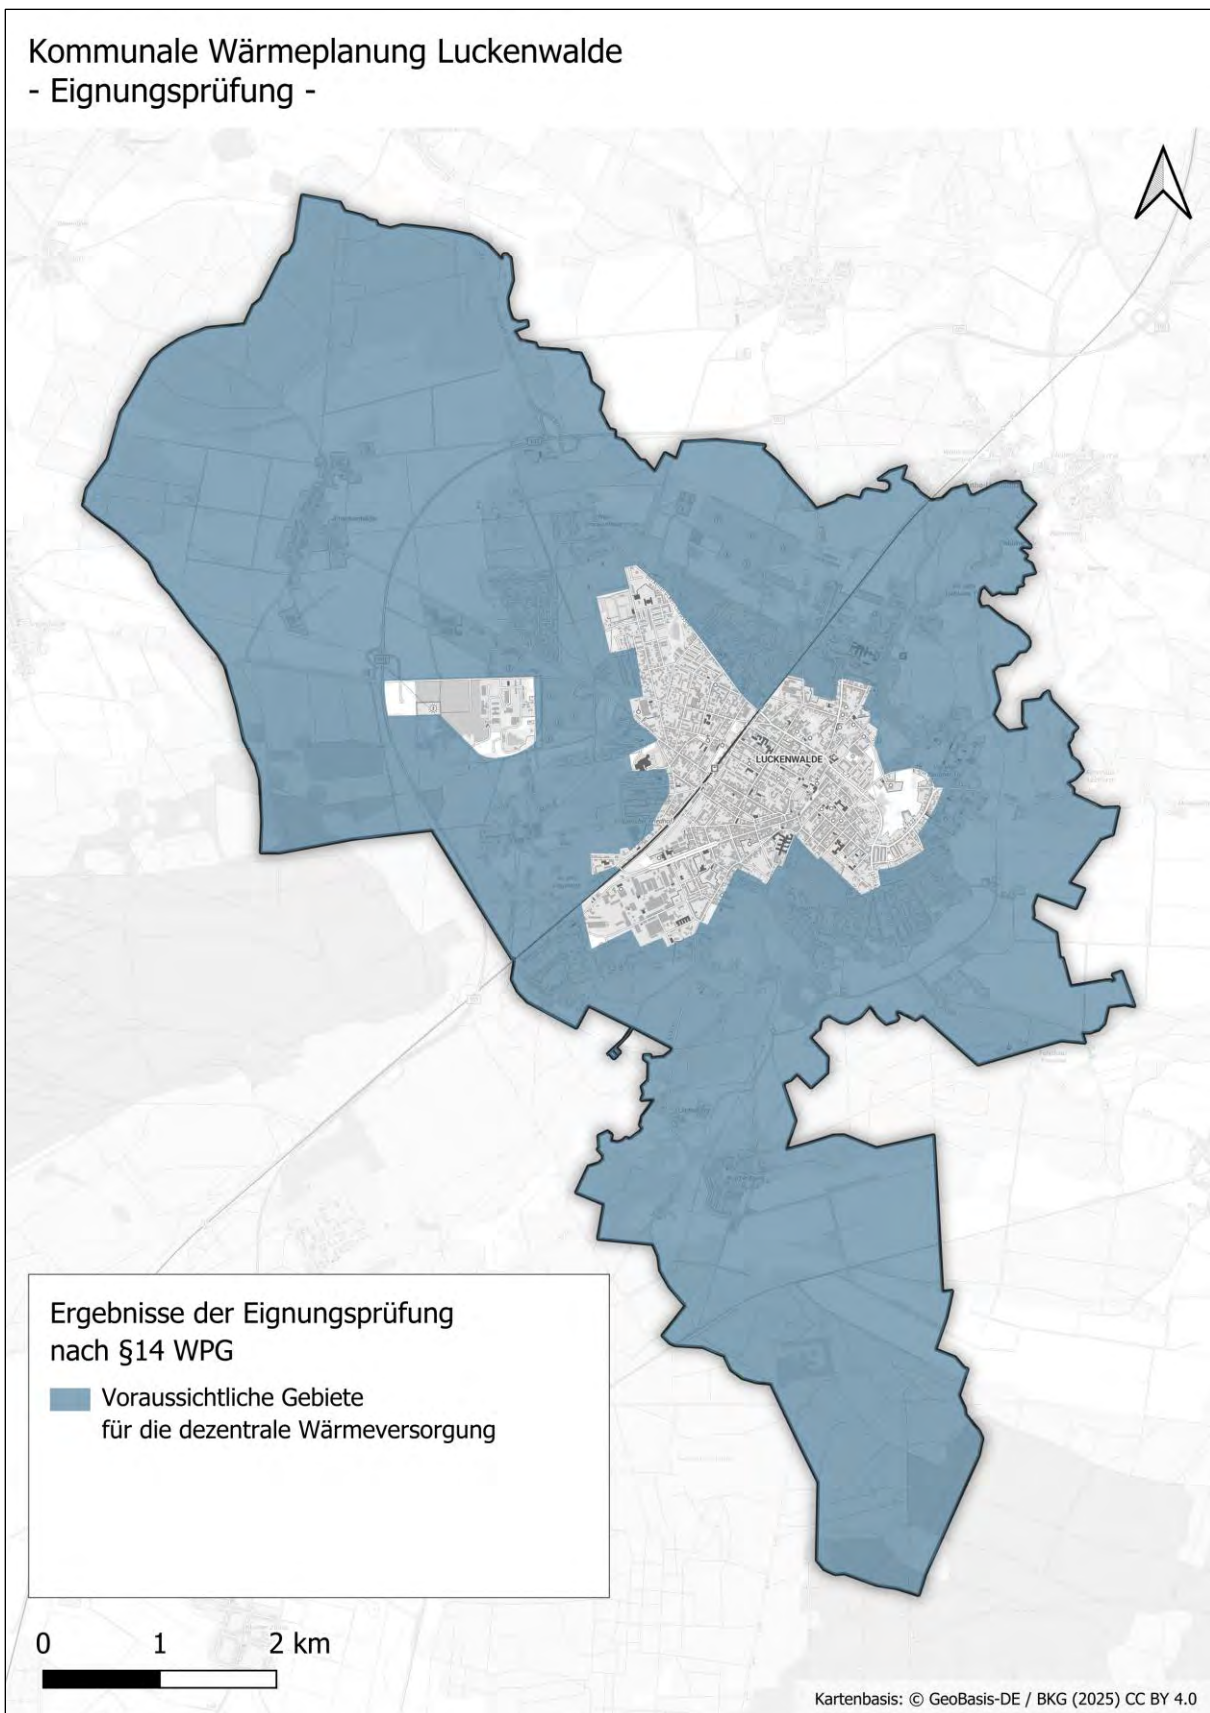 Kommunale Wärmeplanung Luckenwalde
- Eignungsprüfung -
LUCKENWALDE
Ergebnisse der Eignungsprüfung
nach §14 WPG
Voraussichtliche Gebiete
für die dezentrale Wärmeversorgung
0 1 2 km
Kartenbasis: © GeoBasis-DE / BKG (2025) CC BY 4.0